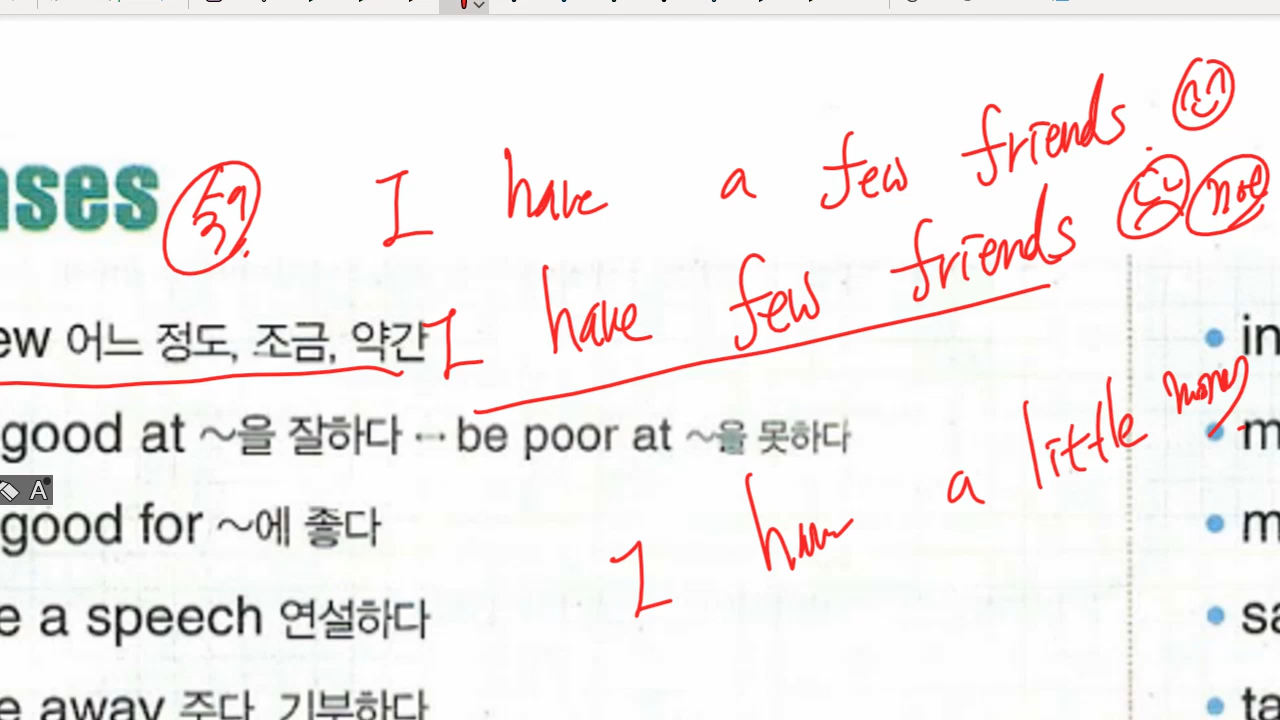 ases
I have a few friends.
I have few friends not
ew 어느 정도, 조금, 약간
good at ~을 잘하다 ↔ be poor at ~을 못하다
I have a little money.
good for ~에 좋다
e a speech 연설하다
e away 주다, 기부하다
in
m
m
sa
ta
A